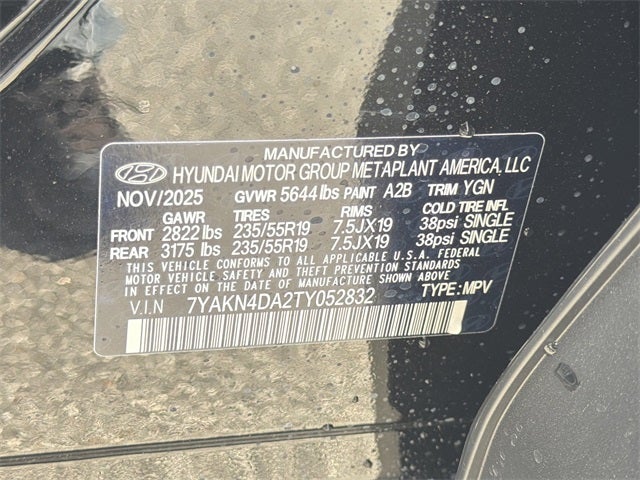 MANUFACTURED BY
HYUNDAI MOTOR GROUP METAPLANT AMERICA, LLC
NOV/2025 GVWR 5644 lbs PAINT A2B TRIM YGN
GAWR TIRES RIMS COLD TIRE INFL
FRONT 2822 lbs 235/55R19 7.5JX19 38psi SINGLE
REAR 3175 lbs 235/55R19 7.5JX19 38psi SINGLE
THIS VEHICLE CONFORMS TO ALL APPLICABLE U.S.A. FEDERAL
MOTOR VEHICLE SAFETY AND THEFT PREVENTION STANDARDS
IN EFFECT ON THE DATE OF MANUFACTURE SHOWN ABOVE
V.I.N 7YAKN4DA2TY052832 TYPE: MPV